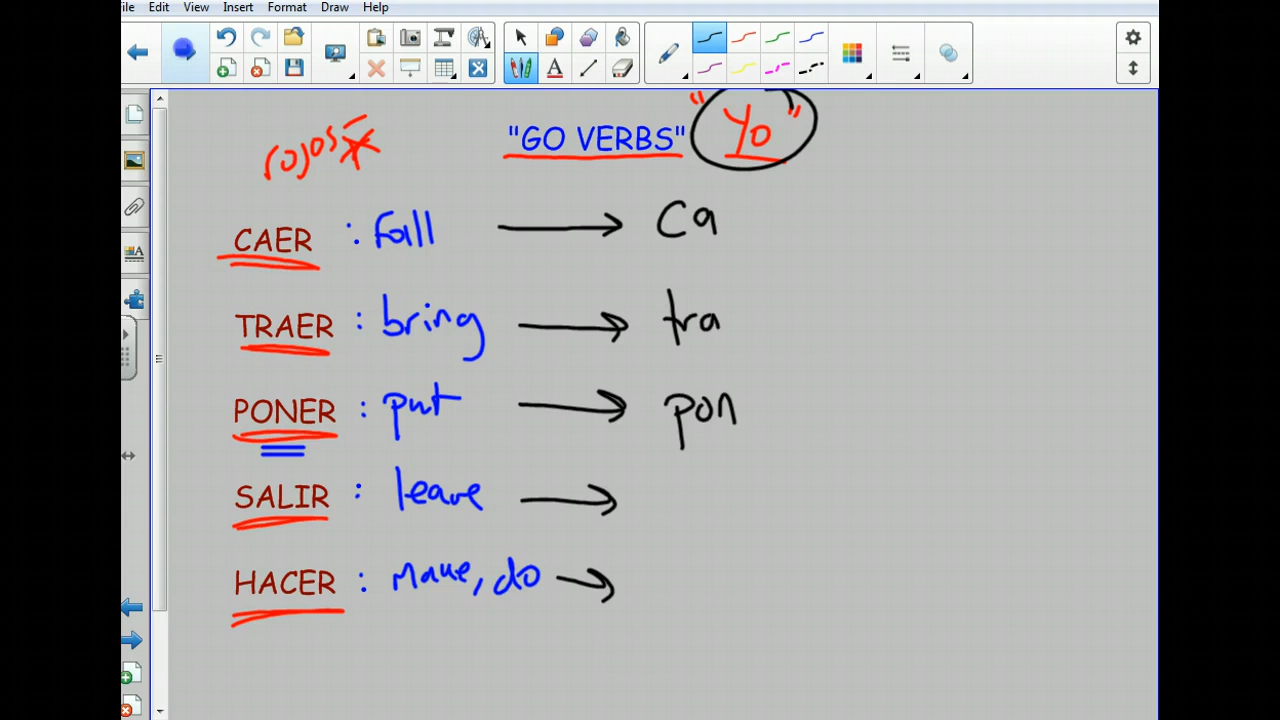 File Edit View Insert Format Draw Help
rojos*
"GO VERBS" "Yo"
CAER : Fall → Ca
TRAER : bring → tra
PONER : put → pon
SALIR : leave →
HACER : make, do →